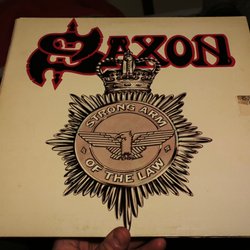 SAXON
STRONG ARM
OF THE LAW